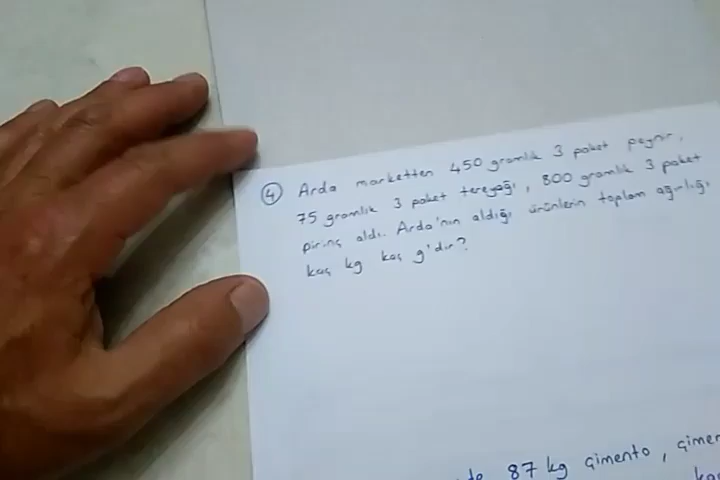 4 Arda marketten 450 gramlık 3 paket peynir,
75 gramlık 3 paket tereyağı, 800 gramlık 3 paket
pirinç aldı. Arda'nın aldığı ürünlerin toplam ağırlığı
kaç kg kaç g'dır?
87 kg çimento, çimen